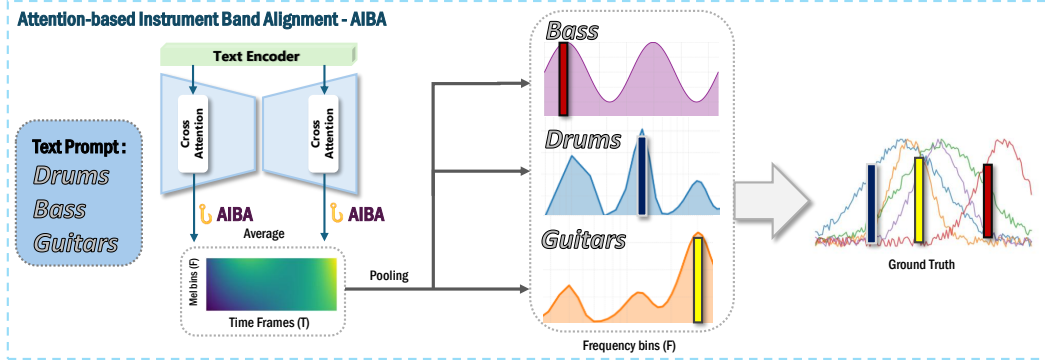 Attention-based Instrument Band Alignment - AIBA
Text Encoder
Cross
Attention
Cross
Attention
Text Prompt :
Drums
Bass
Guitars
AIBA
AIBA
Average
Mel bins (F)
Time Frames (T)
Pooling
Bass
Drums
Guitars
Frequency bins (F)
Ground Truth